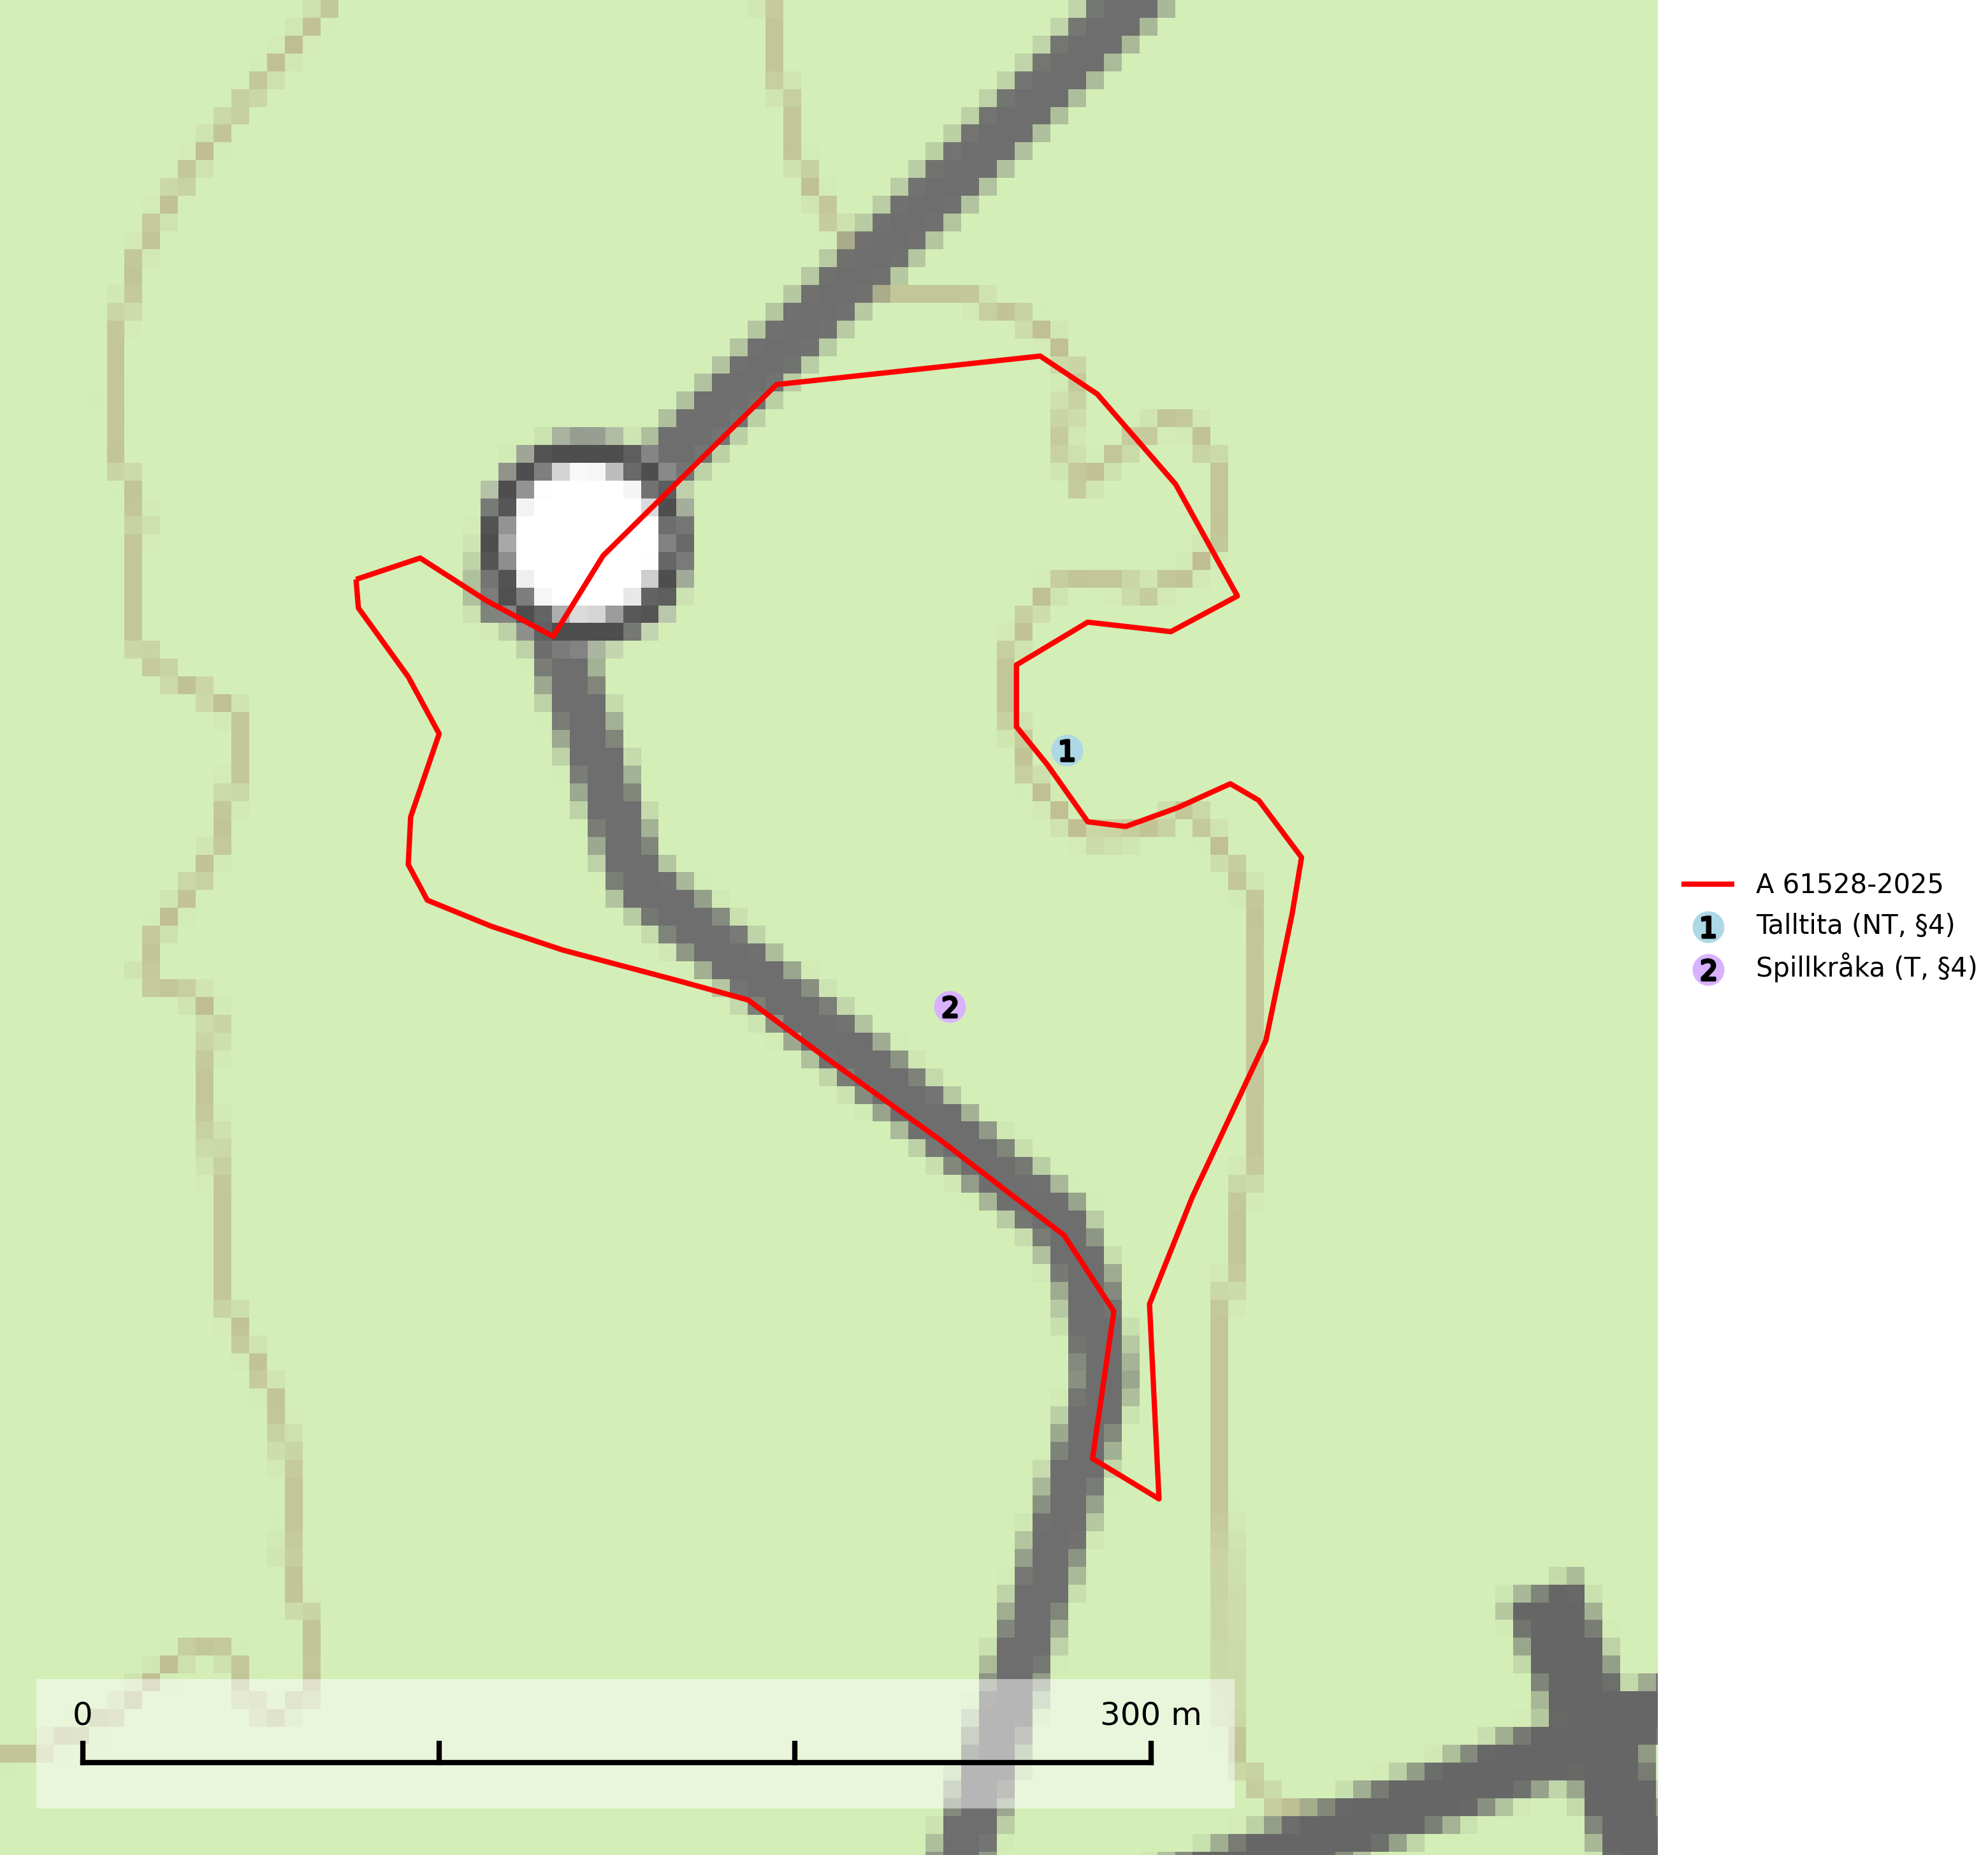 1
2
0
300 m
A 61528-2025
1 Talltita (NT, §4)
2 Spillkråka (T, §4)